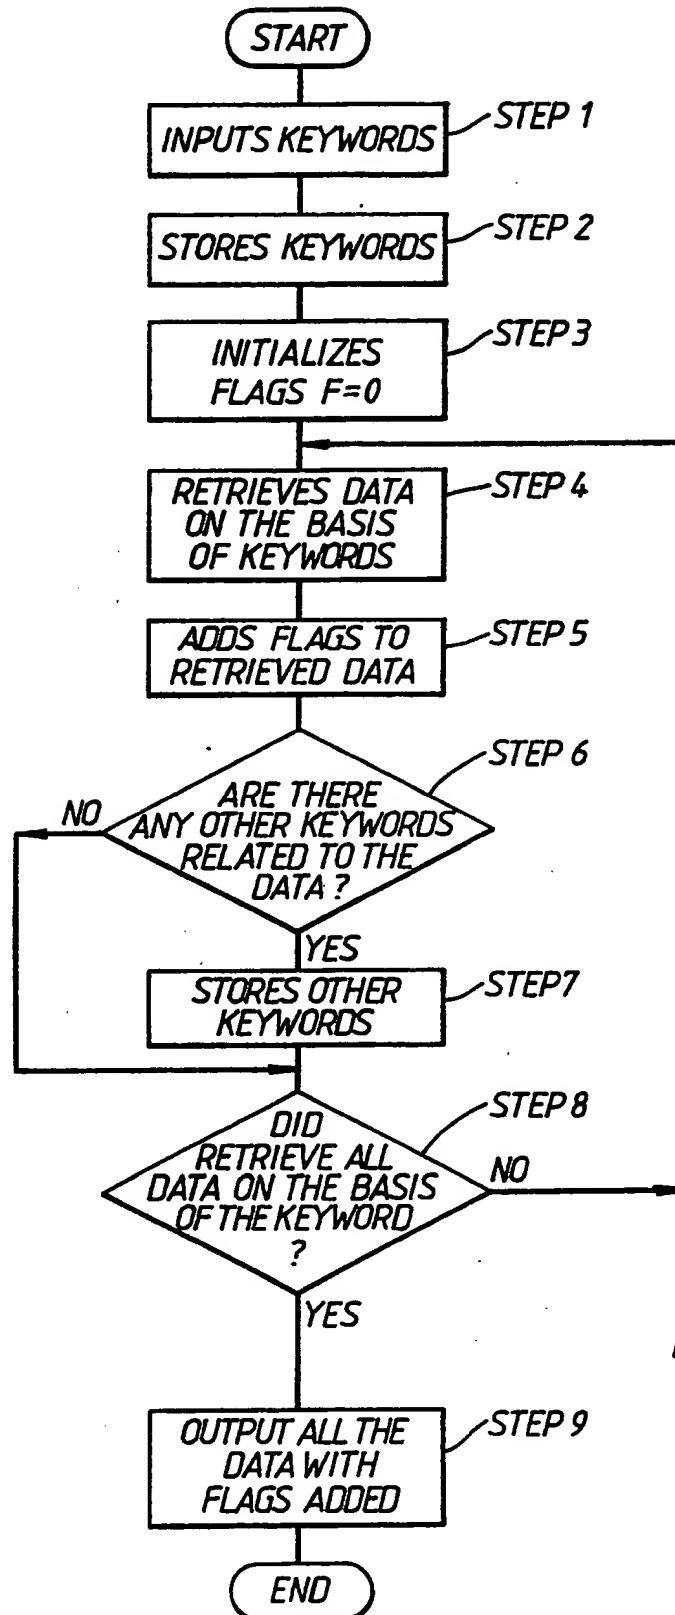 START
INPUTS KEYWORDS
STEP 1
STORES KEYWORDS
STEP 2
INITIALIZES
FLAGS F=0
STEP 3
RETRIEVES DATA
ON THE BASIS
OF KEYWORDS
STEP 4
ADDS FLAGS TO
RETRIEVED DATA
STEP 5
ARE THERE
ANY OTHER KEYWORDS
RELATED TO THE
DATA?
STEP 6
NO
YES
STORES OTHER
KEYWORDS
STEP7
DID
RETRIEVE ALL
DATA ON THE BASIS
OF THE KEYWORD
?
STEP 8
NO
YES
OUTPUT ALL THE
DATA WITH
FLAGS ADDED
STEP 9
END